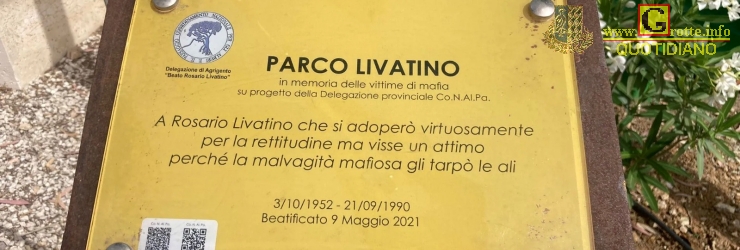 www.Grotte.info
QUOTIDIANO
Delegazione di Agrigento
"Beato Rosario Livatino"
PARCO LIVATINO
in memoria delle vittime di mafia
su progetto della Delegazione provinciale Co.N.Al.Pa.
A Rosario Livatino che si adoperò virtuosamente
per la rettitudine ma visse un attimo
perché la malvagità mafiosa gli tarpò le ali
3/10/1952 - 21/09/1990
Beatificato 9 Maggio 2021